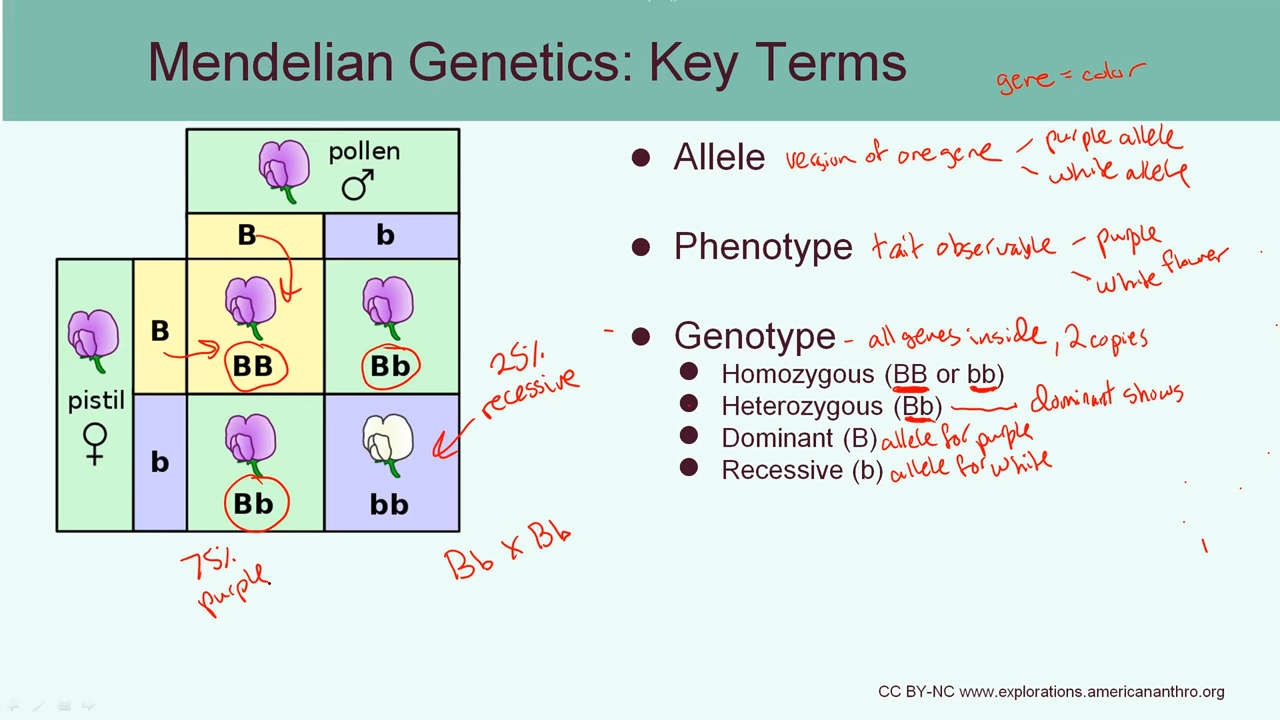 Mendelian Genetics: Key Terms
gene = color
pollen
♂
B b
pistil
♀
B
b
BB
Bb
Bb
bb
25%
recessive
75%
purple
Bb x Bb
● Allele version of one gene - purple allele
- white allele
● Phenotype tait observable - purple
- white flower
- ● Genotype - all genes inside, 2 copies
● Homozygous (BB or bb)
● Heterozygous (Bb) — dominant shows
● Dominant (B) allele for purple
● Recessive (b) allele for white
CC BY-NC www.explorations.americananthro.org